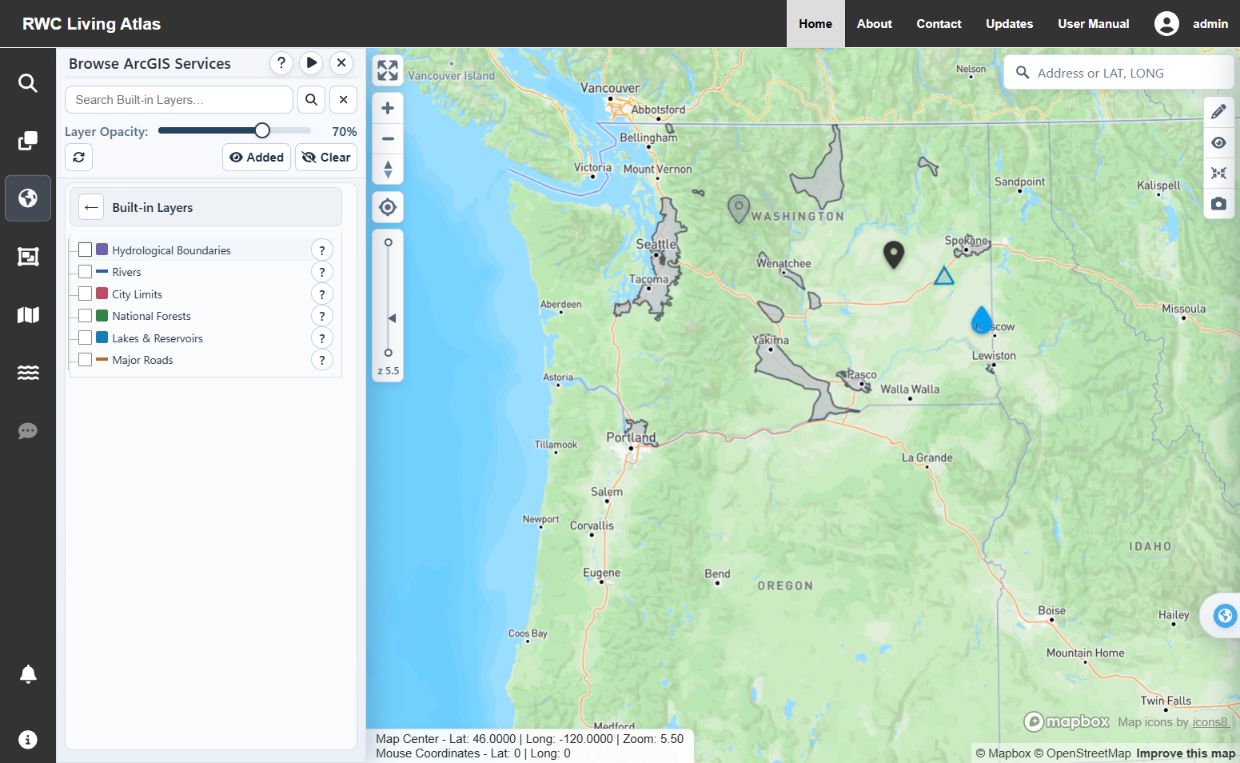 RWC Living Atlas
Home About Contact Updates User Manual admin
Browse ArcGIS Services ?
Search Built-in Layers...
Layer Opacity: 70%
Added Clear
Built-in Layers
Hydrological Boundaries ?
Rivers ?
City Limits ?
National Forests ?
Lakes & Reservoirs ?
Major Roads ?
z 5.5
Address or LAT, LONG
Vancouver Island
Nelson
Vancouver
Abbotsford
Bellingham
Victoria
Mount Vernon
Sandpoint
Kalispell
WASHINGTON
Seattle
Spokane
Wenatchee
Tacoma
Aberdeen
Missoula
Yakima
scow
Lewiston
Astoria
Pasco
Walla Walla
Portland
Tillamook
La Grande
Salem
Newport
Corvallis
IDAHO
Eugene
Bend
OREGON
Boise
Hailey
Coos Bay
Mountain Home
Twin Falls
Medford
mapbox Map icons by icons8.
Map Center - Lat: 46.0000 | Long: -120.0000 | Zoom: 5.50
Mouse Coordinates - Lat: 0 | Long: 0
© Mapbox © OpenStreetMap Improve this map